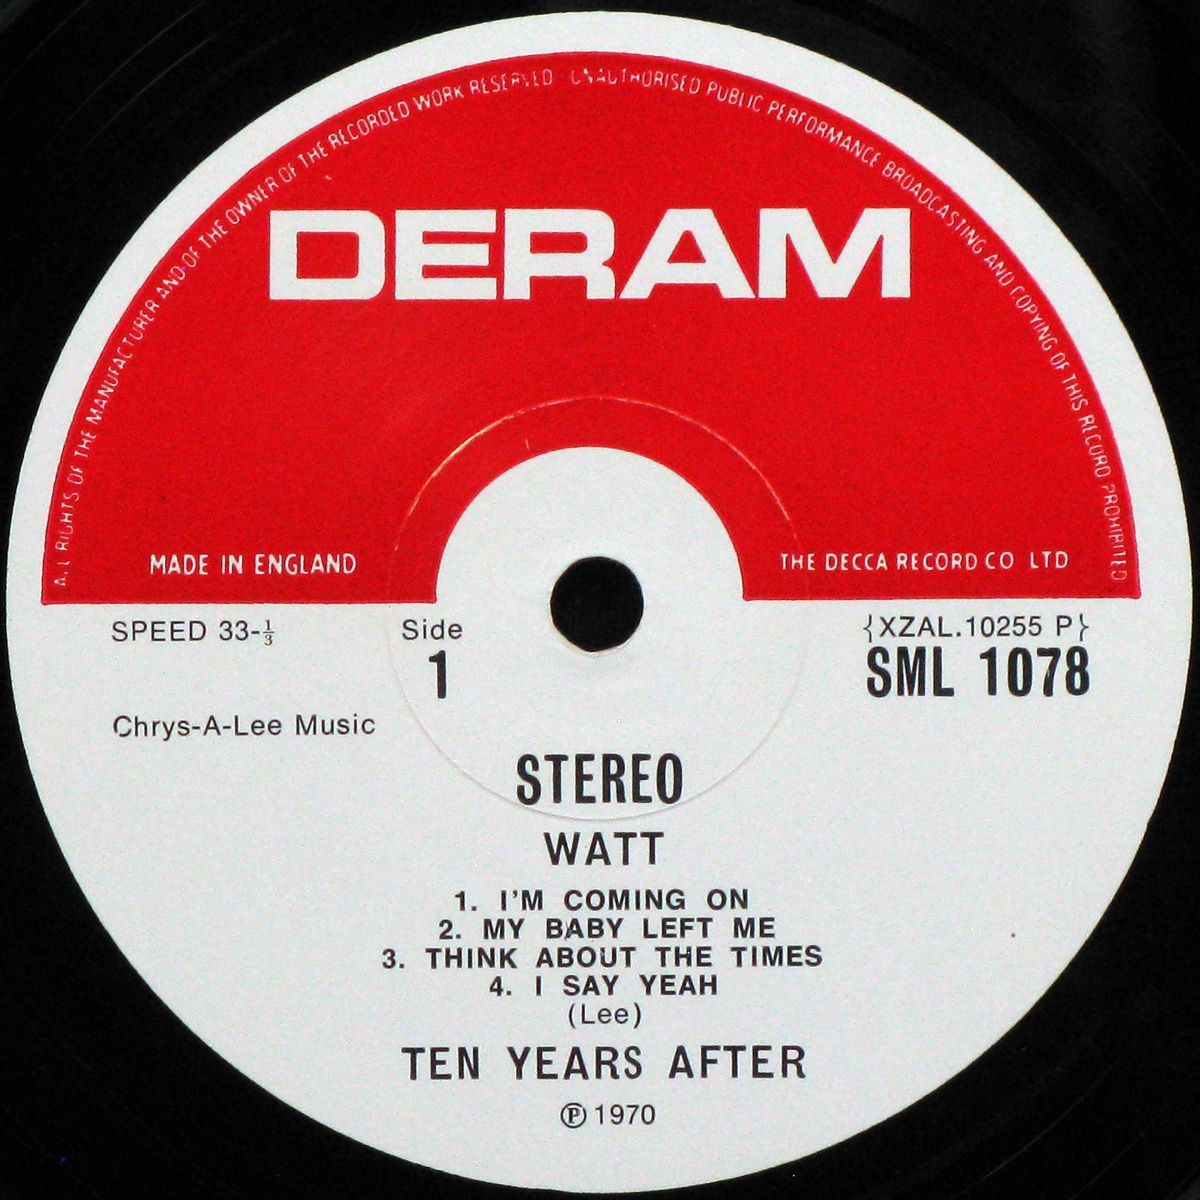 ALL RIGHTS OF THE MANUFACTURER AND OF THE OWNER OF THE RECORDED WORK RESERVED UNAUTHORISED PUBLIC PERFORMANCE BROADCASTING AND COPYING OF THIS RECORD PROHIBITED
DERAM
MADE IN ENGLAND
THE DECCA RECORD CO LTD
SPEED 33-⅓
Side
1
{XZAL.10255 P}
SML 1078
Chrys-A-Lee Music
STEREO
WATT
1. I'M COMING ON
2. MY BABY LEFT ME
3. THINK ABOUT THE TIMES
4. I SAY YEAH
(Lee)
TEN YEARS AFTER
℗ 1970